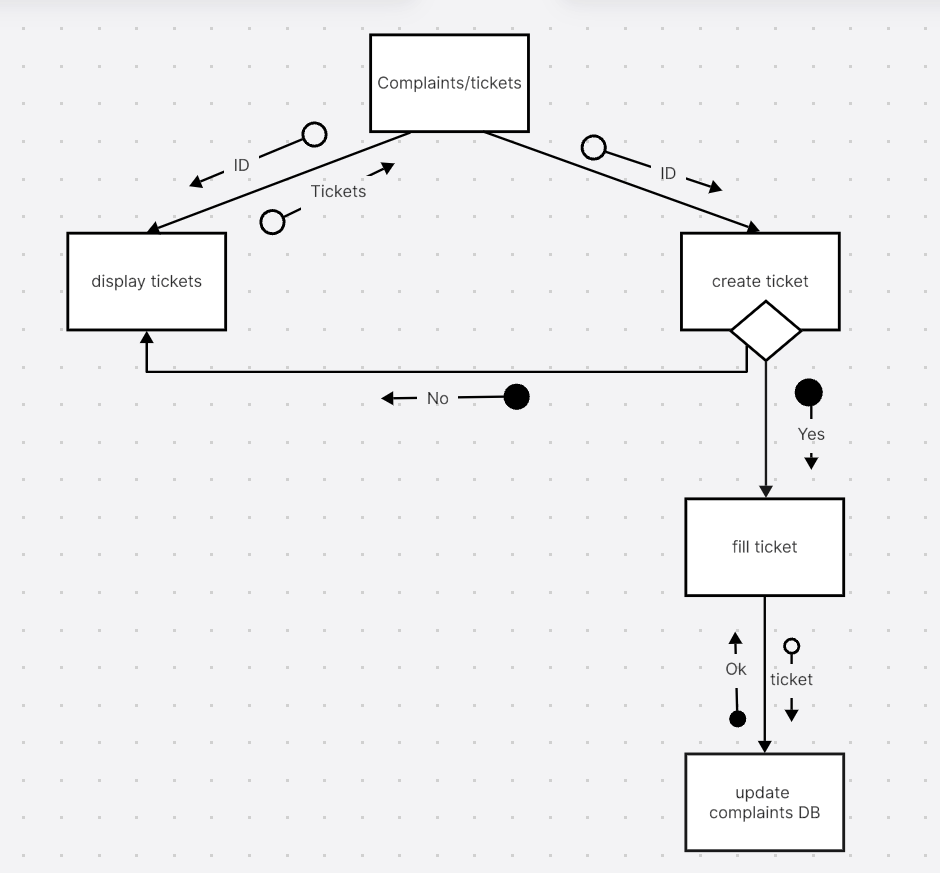 Complaints/tickets
ID
ID
Tickets
display tickets
create ticket
No
Yes
fill ticket
Ok
ticket
update
complaints DB